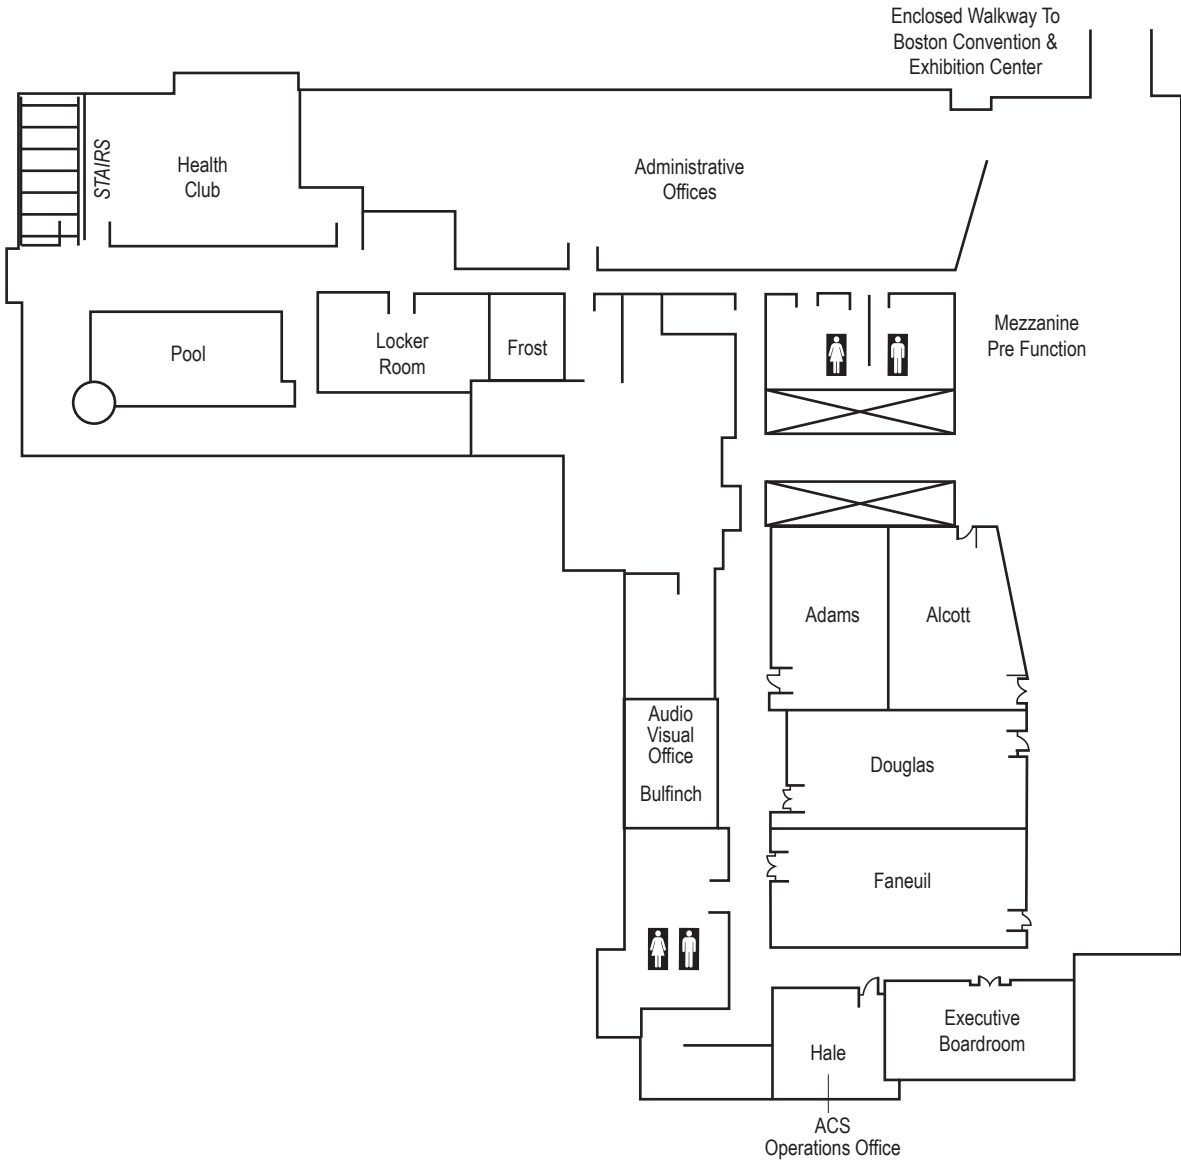 Enclosed Walkway To
Boston Convention &
Exhibition Center
STAIRS
Health
Club
Administrative
Offices
Pool
Locker
Room
Frost
Mezzanine
Pre Function
Adams
Alcott
Audio
Visual
Office
Bulfinch
Douglas
Faneuil
Hale
Executive
Boardroom
ACS
Operations Office